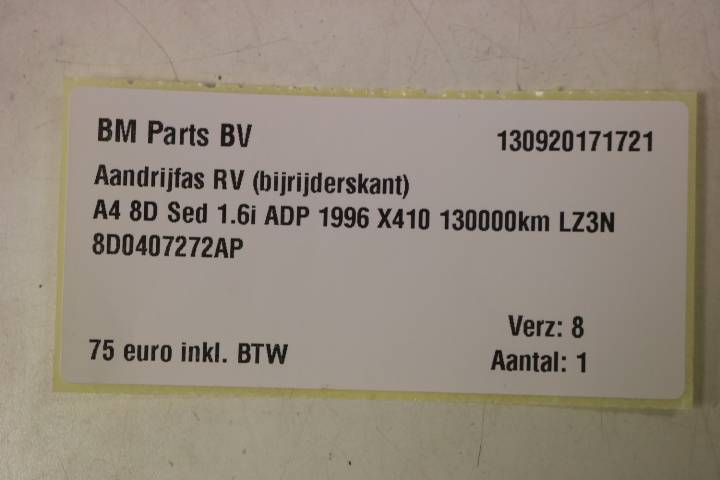 BM Parts BV 130920171721
Aandrijfas RV (bijrijderskant)
A4 8D Sed 1.6i ADP 1996 X410 130000km LZ3N
8D0407272AP
Verz: 8
75 euro inkl. BTW Aantal: 1